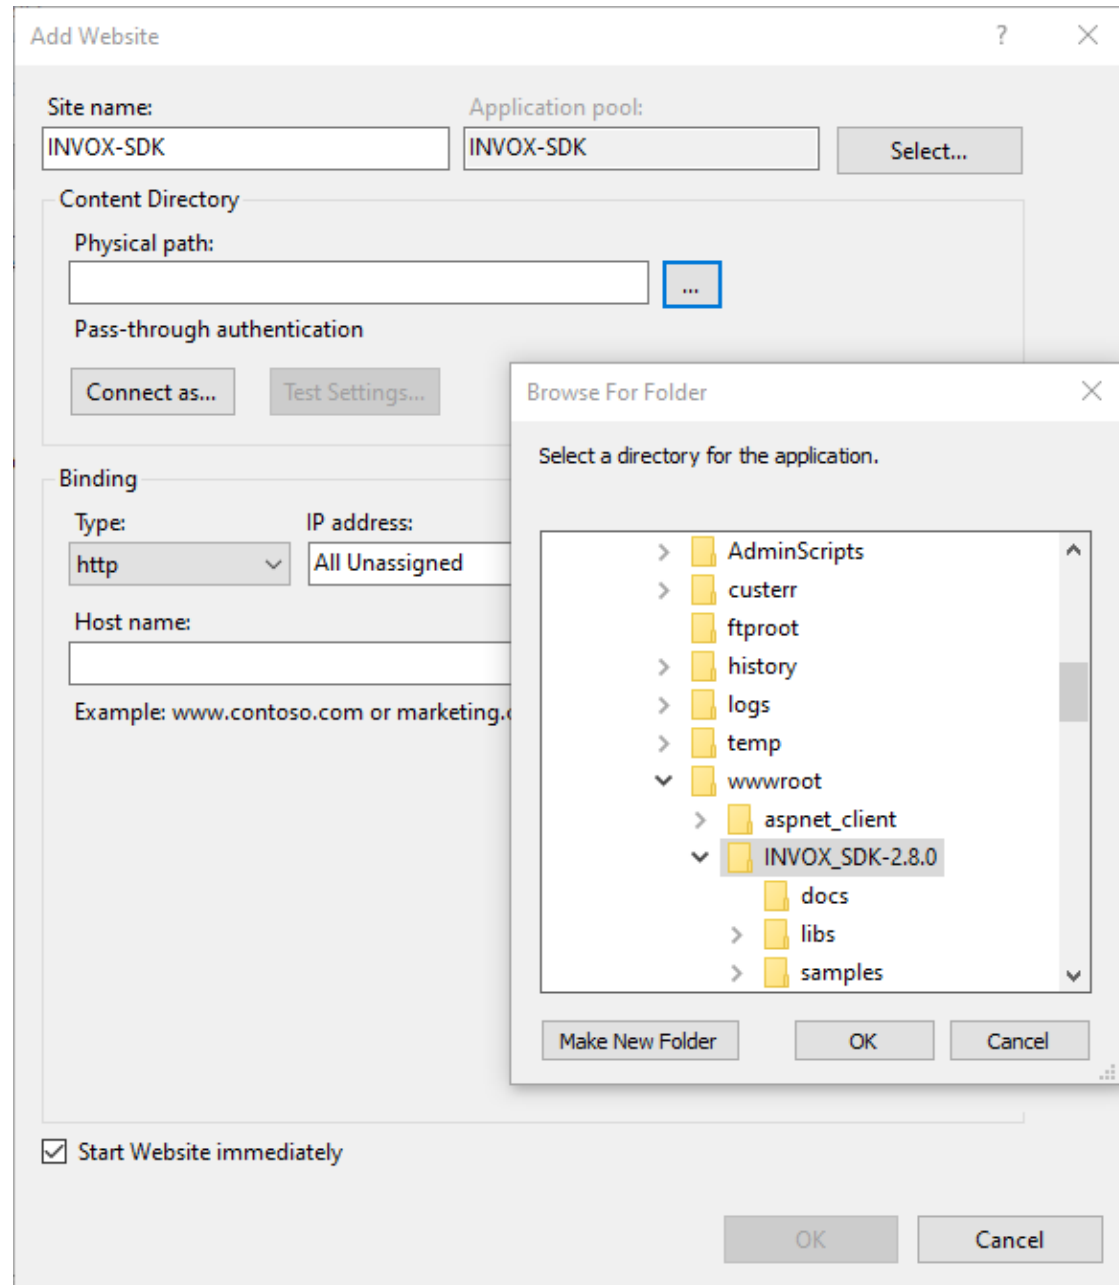 Add Website
?
Site name:
Application pool:
INVOX-SDK
INVOX-SDK
Select...
Content Directory
Physical path:
...
Pass-through authentication
Connect as...
Test Settings...
Binding
Type:
IP address:
http
All Unassigned
Host name:
Example: www.contoso.com or marketing.
Browse For Folder
Select a directory for the application.
AdminScripts
custerr
ftproot
history
logs
temp
wwwroot
aspnet_client
INVOX_SDK-2.8.0
docs
libs
samples
Make New Folder
OK
Cancel
Start Website immediately
OK
Cancel